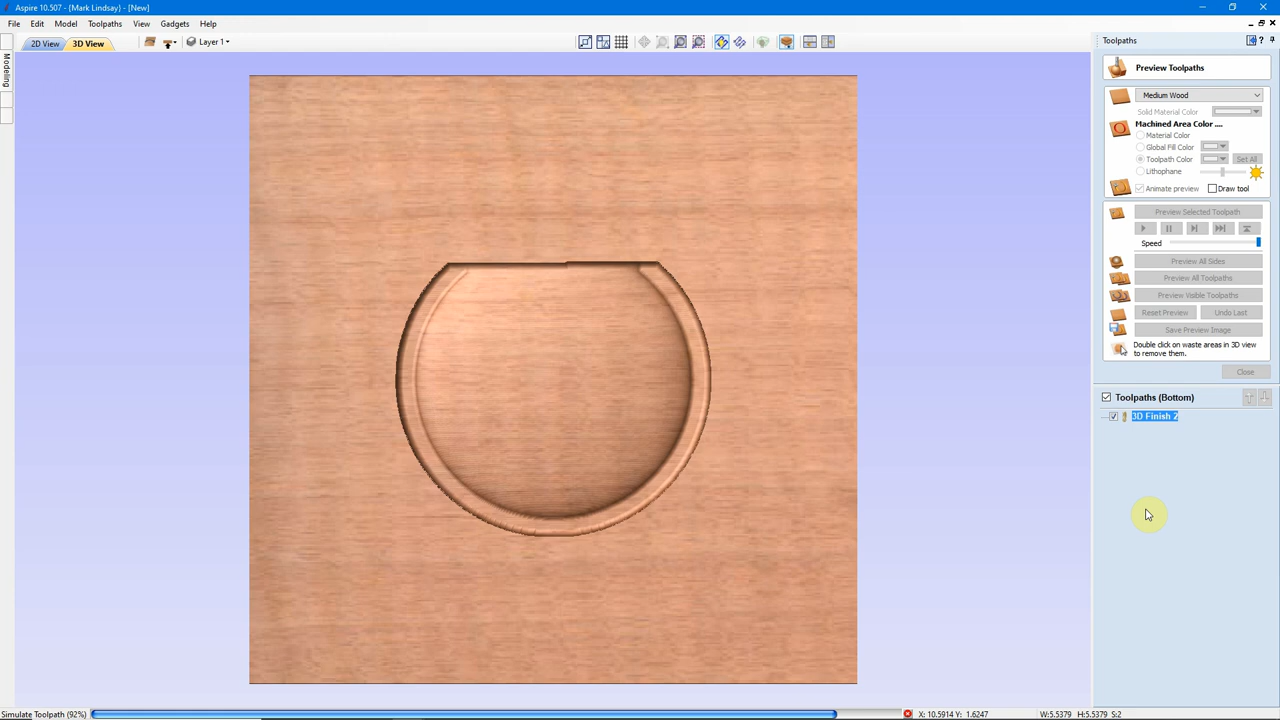 Aspire 10.507 - [Mark Lindsay] - [New]
File Edit Model Toolpaths View Gadgets Help
2D View 3D View Layer 1
Toolpaths
Modeling
Preview Toolpaths
Medium Wood
Solid Material Color
Machined Area Color ....
Material Color
Global Fill Color
Toolpath Color Set All
Lithophane
Animate preview Draw tool
Preview Selected Toolpath
Speed
Preview All Sides
Preview All Toolpaths
Preview Visible Toolpaths
Reset Preview Undo Last
Save Preview Image
Double click on waste areas in 3D view
to remove them.
Close
Toolpaths (Bottom)
3D Finish 2
Simulate Toolpath (92%) X: 10.5914 Y: 1.6247 W:5.5379 H:5.5379 S:2